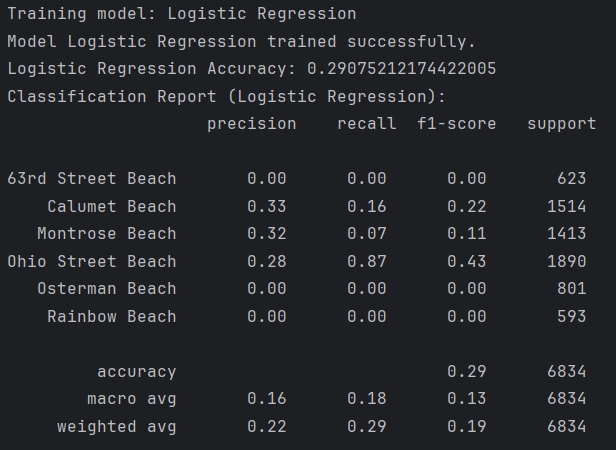 Training model: Logistic Regression
Model Logistic Regression trained successfully.
Logistic Regression Accuracy: 0.29075212174422005
Classification Report (Logistic Regression):
precision recall f1-score support
63rd Street Beach 0.00 0.00 0.00 623
Calumet Beach 0.33 0.16 0.22 1514
Montrose Beach 0.32 0.07 0.11 1413
Ohio Street Beach 0.28 0.87 0.43 1890
Osterman Beach 0.00 0.00 0.00 801
Rainbow Beach 0.00 0.00 0.00 593
accuracy 0.29 6834
macro avg 0.16 0.18 0.13 6834
weighted avg 0.22 0.29 0.19 6834